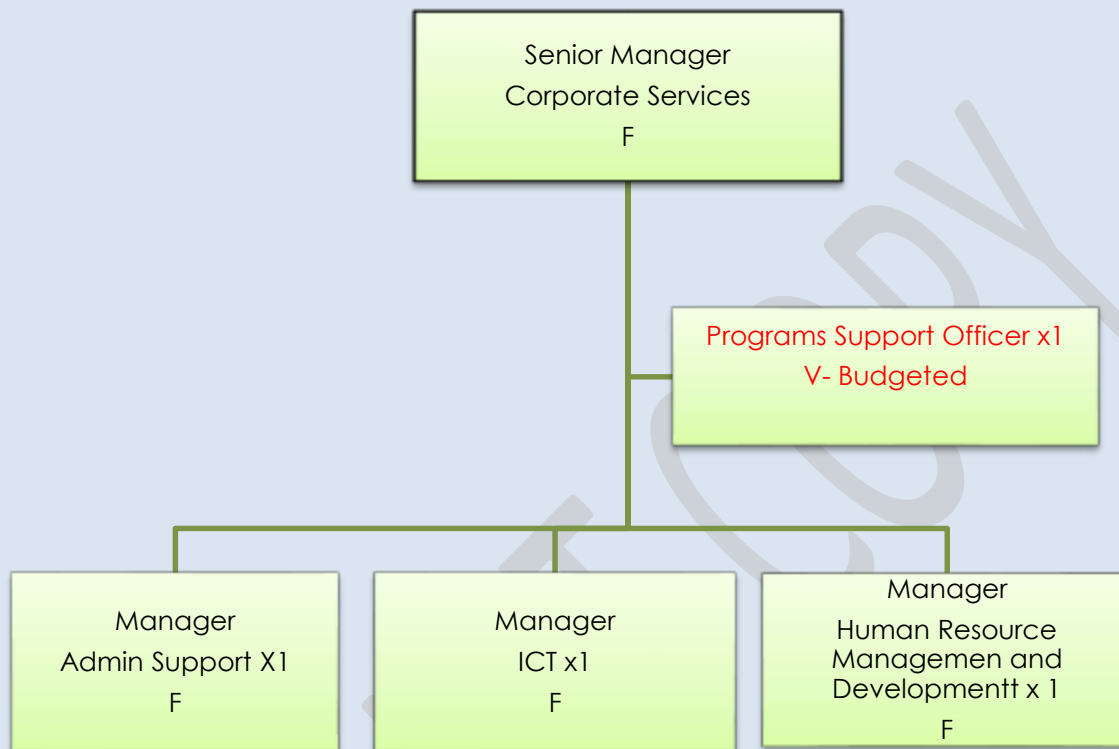 Senior Manager
Corporate Services
F
Programs Support Officer x1
V- Budgeted
Manager
Admin Support X1
F
Manager
ICT x1
F
Manager
Human Resource
Managemen and
Developmentt x 1
F